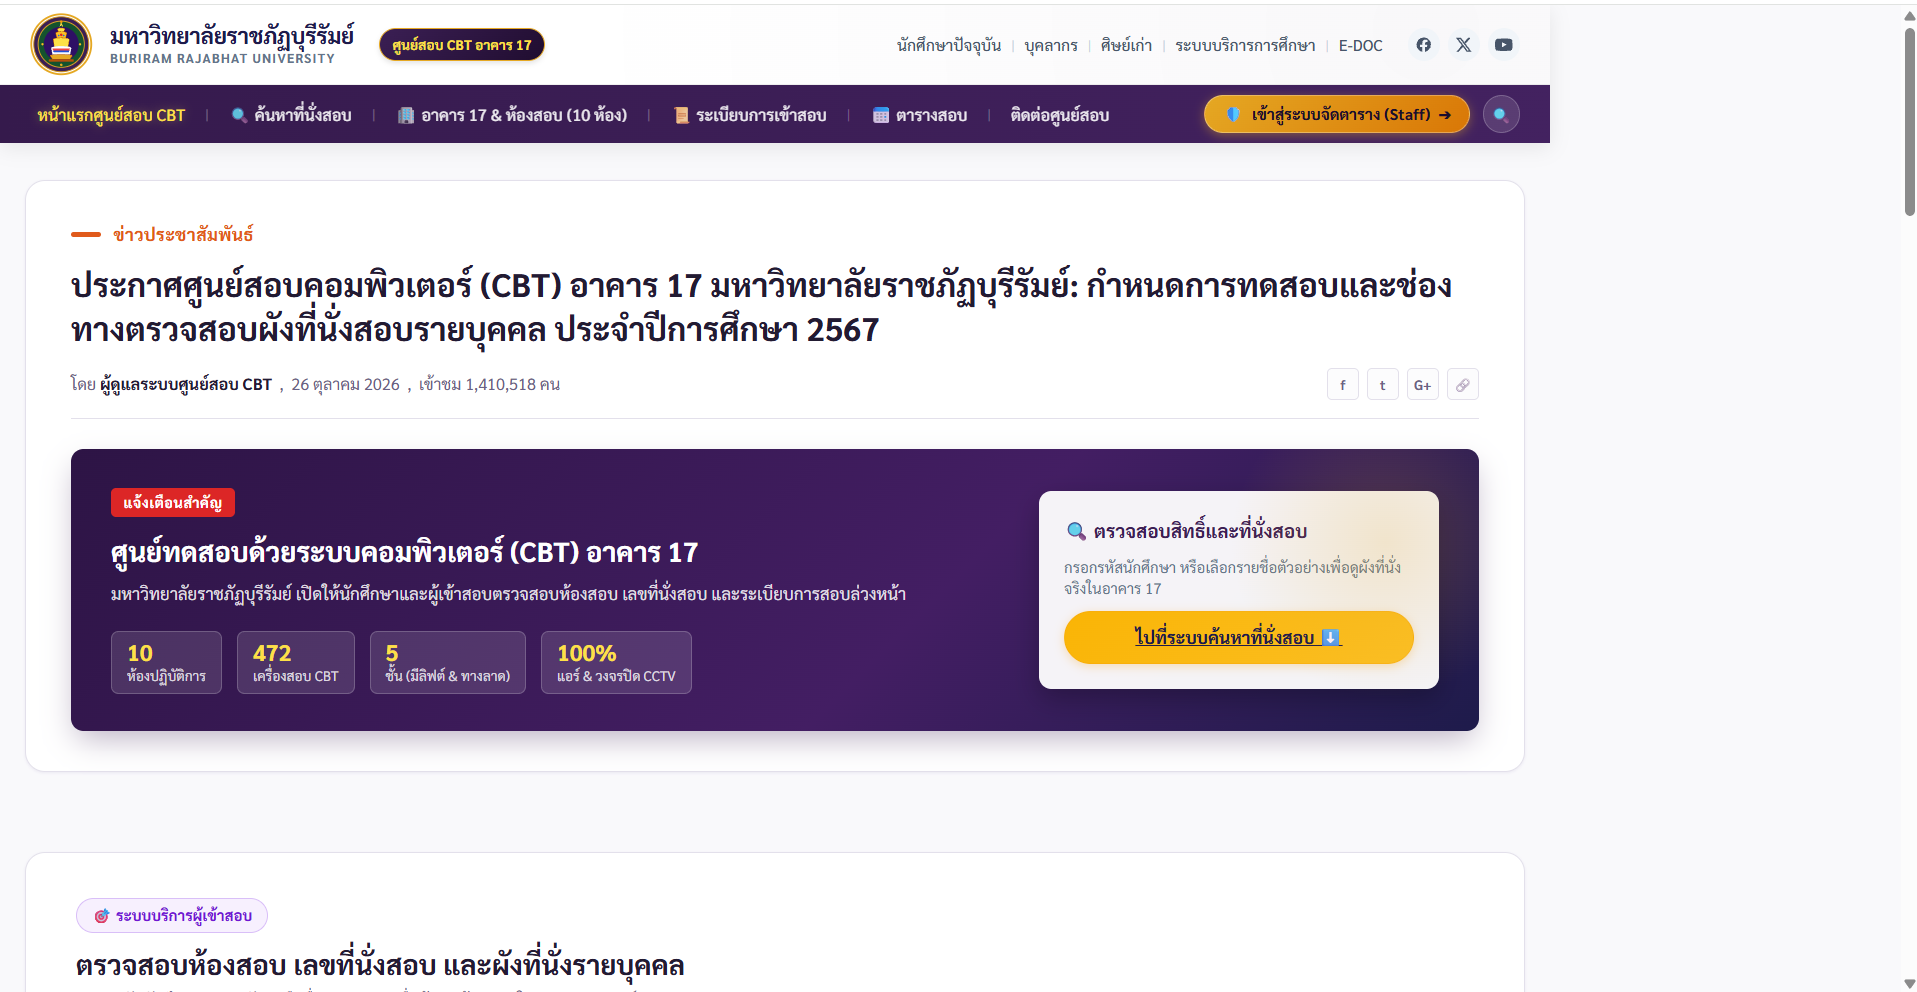 มหาวิทยาลัยราชภัฏบุรีรัมย์
BURIRAM RAJABHAT UNIVERSITY
ศูนย์สอบ CBT อาคาร 17
นักศึกษาปัจจุบัน | บุคลากร | ศิษย์เก่า | ระบบบริการการศึกษา | E-DOC
หน้าแรกศูนย์สอบ CBT | ค้นหาที่นั่งสอบ | อาคาร 17 & ห้องสอบ (10 ห้อง) | ระเบียบการเข้าสอบ | ตารางสอบ | ติดต่อศูนย์สอบ
เข้าสู่ระบบจัดตาราง (Staff) ➔
ข่าวประชาสัมพันธ์
ประกาศศูนย์สอบคอมพิวเตอร์ (CBT) อาคาร 17 มหาวิทยาลัยราชภัฏบุรีรัมย์: กำหนดการทดสอบและช่อง
ทางตรวจสอบผังที่นั่งสอบรายบุคคล ประจำปีการศึกษา 2567
โดย ผู้ดูแลระบบศูนย์สอบ CBT , 26 ตุลาคม 2026 , เข้าชม 1,410,518 คน
f t G+
แจ้งเตือนสำคัญ
ศูนย์ทดสอบด้วยระบบคอมพิวเตอร์ (CBT) อาคาร 17
มหาวิทยาลัยราชภัฏบุรีรัมย์ เปิดให้นักศึกษาและผู้เข้าสอบตรวจสอบห้องสอบ เลขที่นั่งสอบ และระเบียบการสอบล่วงหน้า
10
ห้องปฏิบัติการ
472
เครื่องสอบ CBT
5
ชั้น (มีลิฟต์ & ทางลาด)
100%
แอร์ & วงจรปิด CCTV
ตรวจสอบสิทธิ์และที่นั่งสอบ
กรอกรหัสนักศึกษา หรือเลือกรายชื่อตัวอย่างเพื่อดูผังที่นั่ง
จริงในอาคาร 17
ไปที่ระบบค้นหาที่นั่งสอบ
ระบบบริการผู้เข้าสอบ
ตรวจสอบห้องสอบ เลขที่นั่งสอบ และผังที่นั่งรายบุคคล